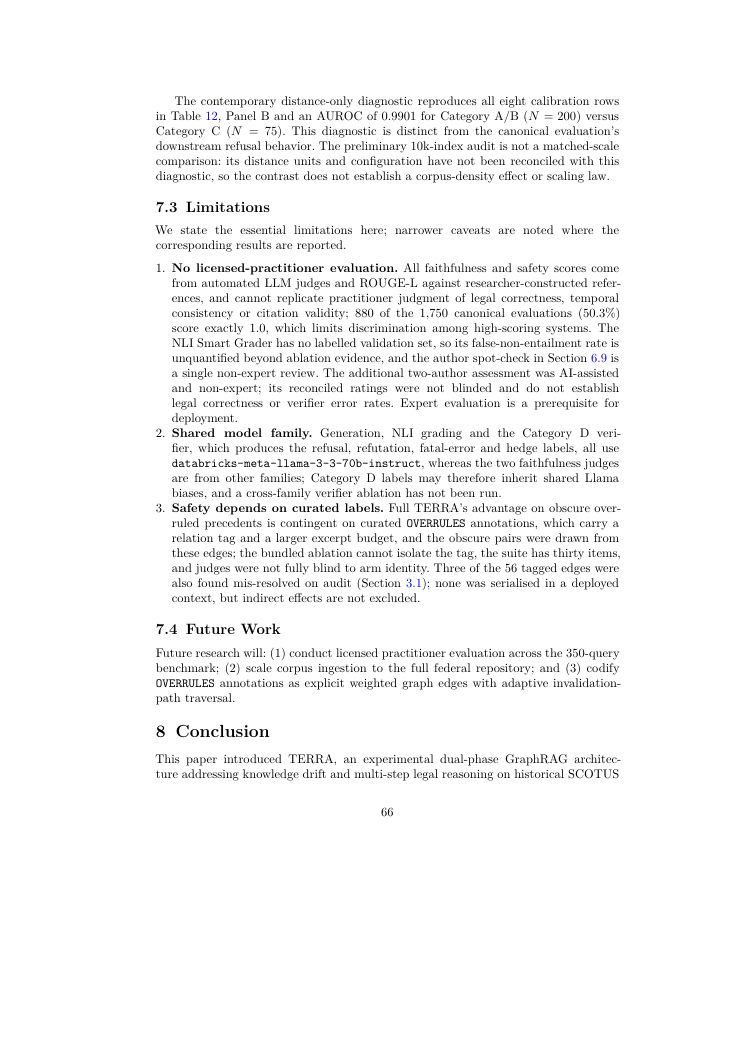 The contemporary distance-only diagnostic reproduces all eight calibration rows
in Table 12, Panel B and an AUROC of 0.9901 for Category A/B (N = 200) versus
Category C (N = 75). This diagnostic is distinct from the canonical evaluation's
downstream refusal behavior. The preliminary 10k-index audit is not a matched-scale
comparison: its distance units and configuration have not been reconciled with this
diagnostic, so the contrast does not establish a corpus-density effect or scaling law.
7.3 Limitations
We state the essential limitations here; narrower caveats are noted where the
corresponding results are reported.
1. No licensed-practitioner evaluation. All faithfulness and safety scores come
from automated LLM judges and ROUGE-L against researcher-constructed refer-
ences, and cannot replicate practitioner judgment of legal correctness, temporal
consistency or citation validity; 880 of the 1,750 canonical evaluations (50.3%)
score exactly 1.0, which limits discrimination among high-scoring systems. The
NLI Smart Grader has no labelled validation set, so its false-non-entailment rate is
unquantified beyond ablation evidence, and the author spot-check in Section 6.9 is
a single non-expert review. The additional two-author assessment was AI-assisted
and non-expert; its reconciled ratings were not blinded and do not establish
legal correctness or verifier error rates. Expert evaluation is a prerequisite for
deployment.
2. Shared model family. Generation, NLI grading and the Category D veri-
fier, which produces the refusal, refutation, fatal-error and hedge labels, all use
databricks-meta-llama-3-3-70b-instruct, whereas the two faithfulness judges
are from other families; Category D labels may therefore inherit shared Llama
biases, and a cross-family verifier ablation has not been run.
3. Safety depends on curated labels. Full TERRA's advantage on obscure over-
ruled precedents is contingent on curated OVERRULES annotations, which carry a
relation tag and a larger excerpt budget, and the obscure pairs were drawn from
these edges; the bundled ablation cannot isolate the tag, the suite has thirty items,
and judges were not fully blind to arm identity. Three of the 56 tagged edges were
also found mis-resolved on audit (Section 3.1); none was serialised in a deployed
context, but indirect effects are not excluded.
7.4 Future Work
Future research will: (1) conduct licensed practitioner evaluation across the 350-query
benchmark; (2) scale corpus ingestion to the full federal repository; and (3) codify
OVERRULES annotations as explicit weighted graph edges with adaptive invalidation-
path traversal.
8 Conclusion
This paper introduced TERRA, an experimental dual-phase GraphRAG architec-
ture addressing knowledge drift and multi-step legal reasoning on historical SCOTUS
66